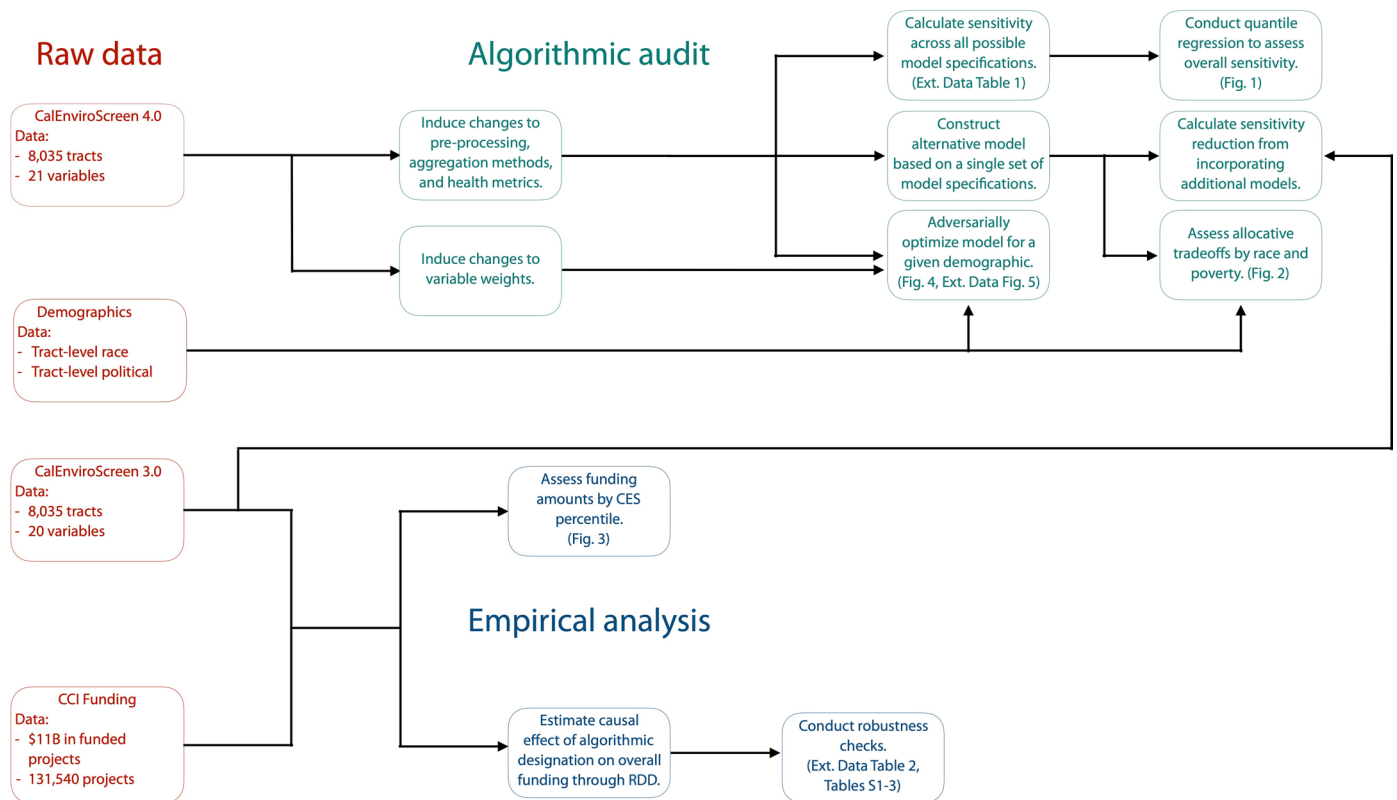 Raw data
CalEnviroScreen 4.0
Data:
- 8,035 tracts
- 21 variables
Demographics
Data:
- Tract-level race
- Tract-level political
CalEnviroScreen 3.0
Data:
- 8,035 tracts
- 20 variables
CCI Funding
Data:
- $11B in funded
projects
- 131,540 projects
Algorithmic audit
Induce changes to
pre-processing,
aggregation methods,
and health metrics.
Induce changes to
variable weights.
Calculate sensitivity
across all possible
model specifications.
(Ext. Data Table 1)
Conduct quantile
regression to assess
overall sensitivity.
(Fig. 1)
Construct
alternative model
based on a single set of
model specifications.
Calculate sensitivity
reduction from
incorporating
additional models.
Adversarially
optimize model for a
given demographic.
(Fig. 4, Ext. Data Fig. 5)
Assess allocative
tradeoffs by race and
poverty. (Fig. 2)
Assess funding
amounts by CES
percentile.
(Fig. 3)
Empirical analysis
Estimate causal
effect of algorithmic
designation on overall
funding through RDD.
Conduct robustness
checks.
(Ext. Data Table 2,
Tables S1-3)